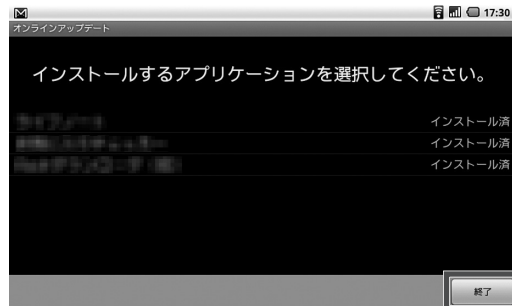 17:30
オンラインアップデート
インストールするアプリケーションを選択してください。
インストール済
インストール済
インストール済
終了